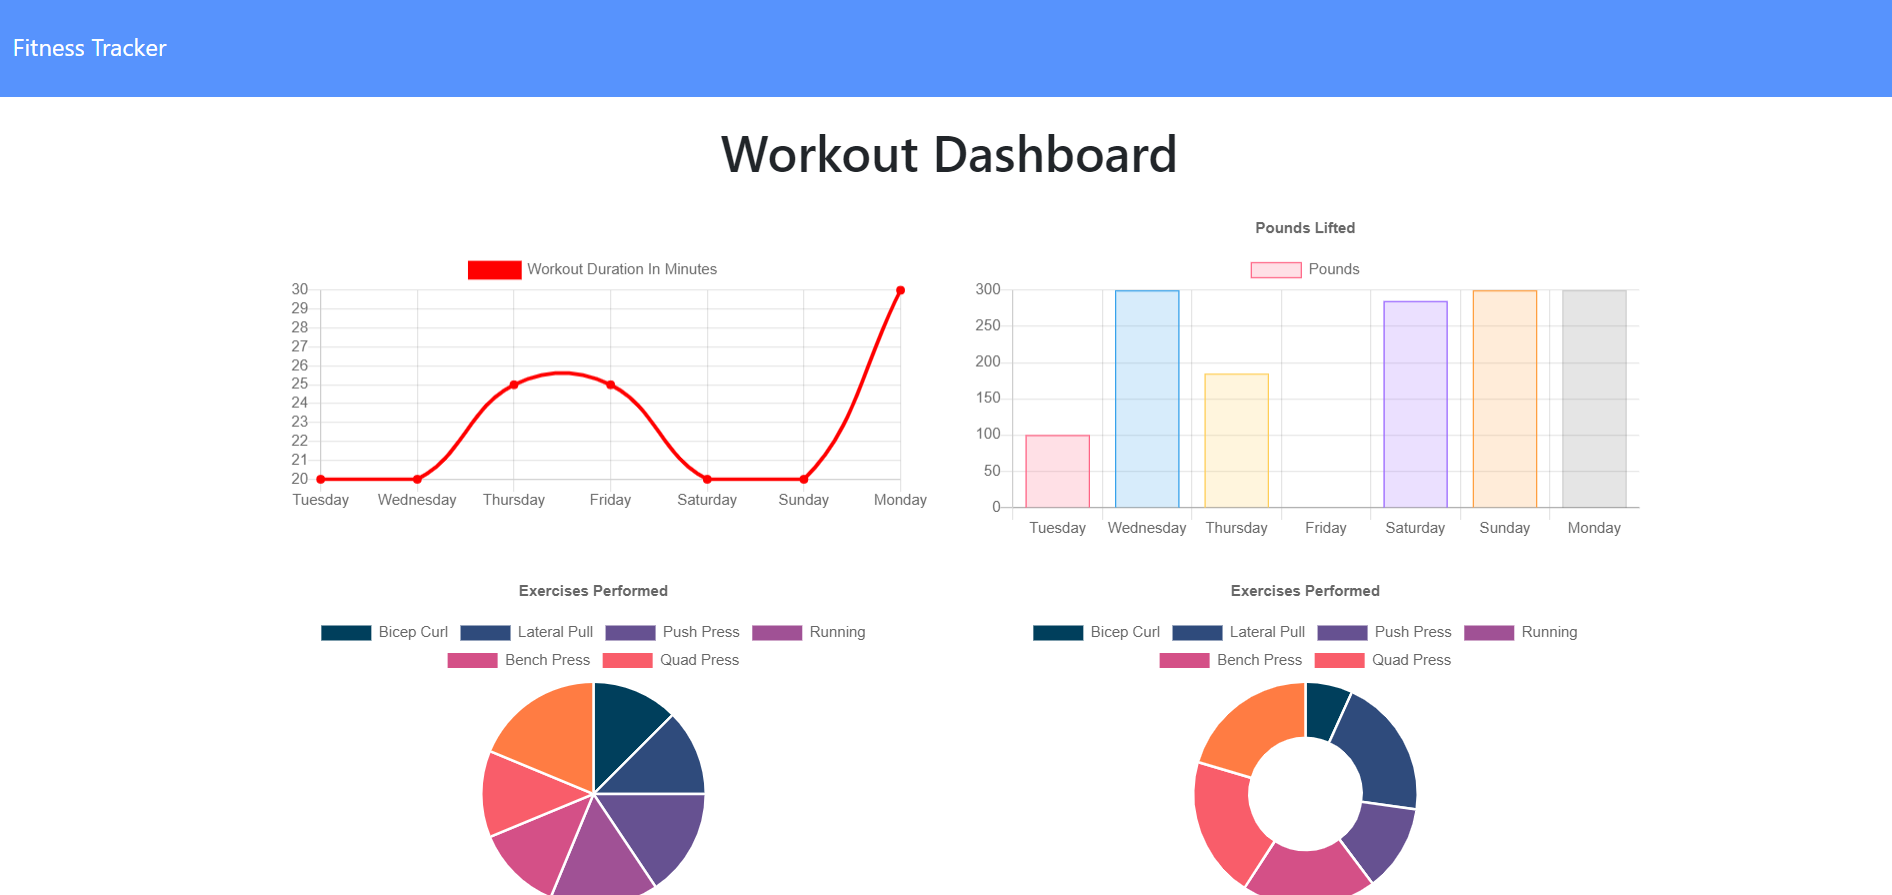 Fitness Tracker
Workout Dashboard
Workout Duration In Minutes
30
29
28
27
26
25
24
23
22
21
20
Tuesday Wednesday Thursday Friday Saturday Sunday Monday
Pounds Lifted
Pounds
300
250
200
150
100
50
0
Tuesday Wednesday Thursday Friday Saturday Sunday Monday
Exercises Performed
Bicep Curl Lateral Pull Push Press Running
Bench Press Quad Press
Exercises Performed
Bicep Curl Lateral Pull Push Press Running
Bench Press Quad Press